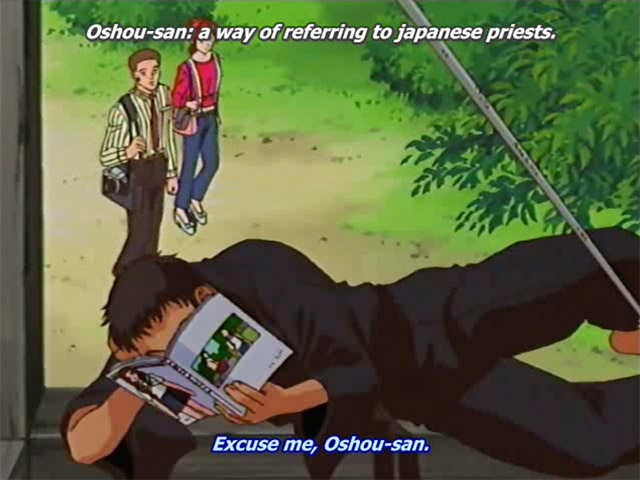 Oshou-san: a way of referring to japanese priests.
Excuse me, Oshou-san.